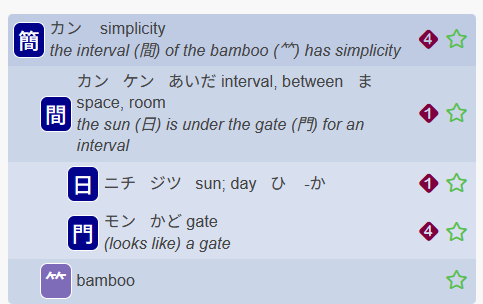 簡 カン simplicity 4
the interval (間) of the bamboo (⺮) has simplicity
間 カン ケン あいだ interval, between ま
space, room 1
the sun (日) is under the gate (門) for an
interval
日 ニチ ジツ sun; day ひ -か 1
門 モン かど gate 4
(looks like) a gate
⺮ bamboo